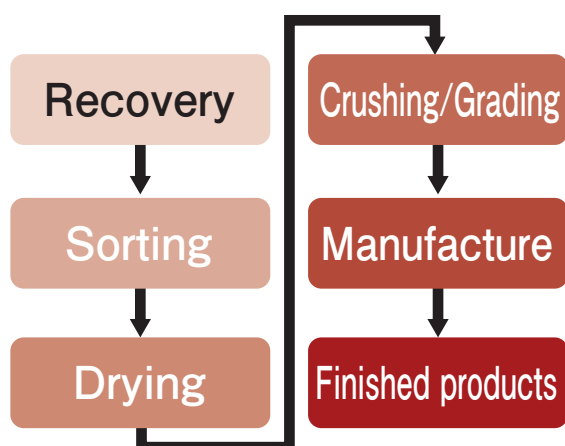 Recovery
Sorting
Drying
Crushing/Grading
Manufacture
Finished products